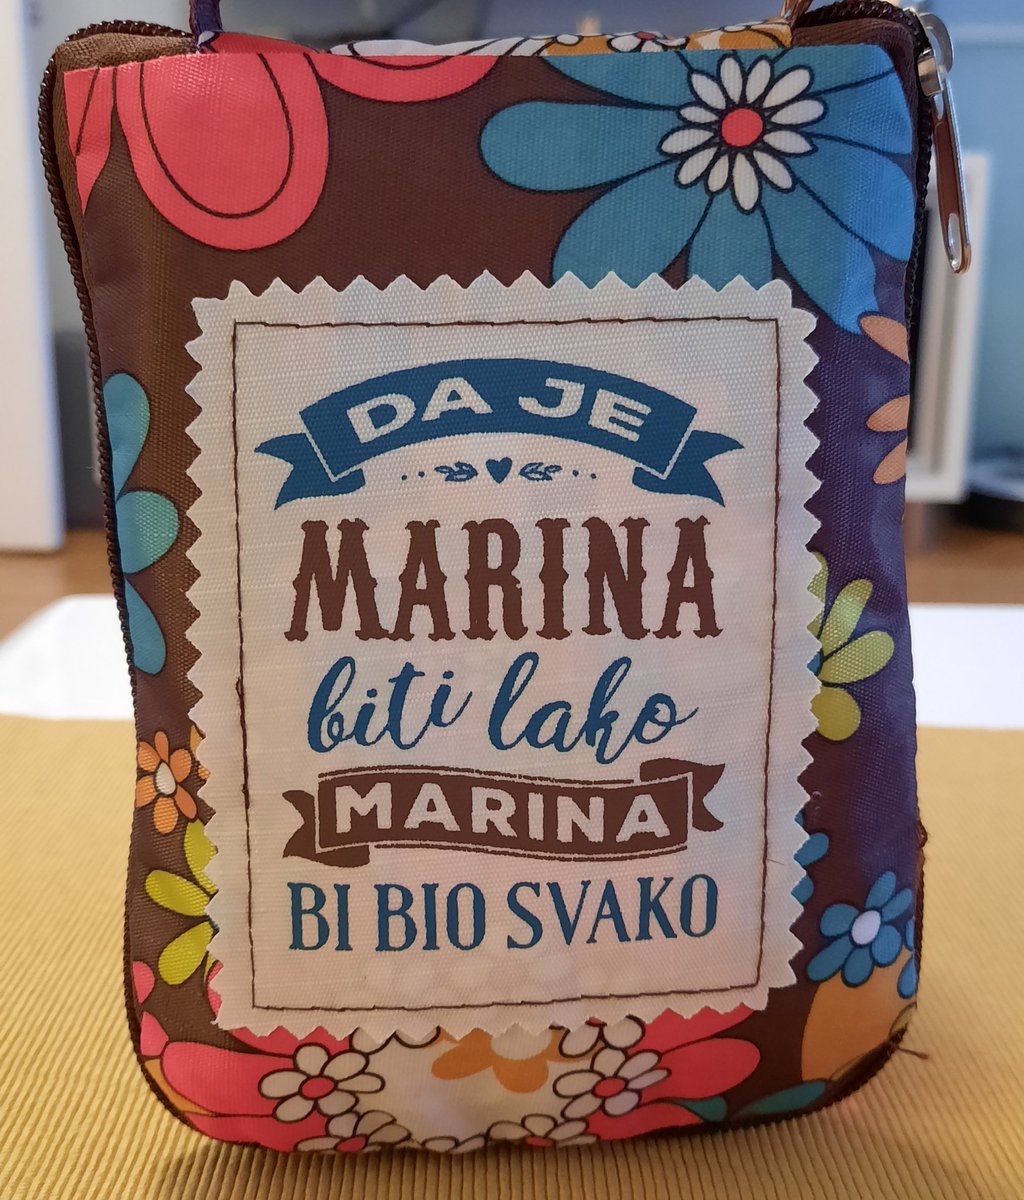 DA JE
MARINA
biti lako
MARINA
BI BIO SVAKO